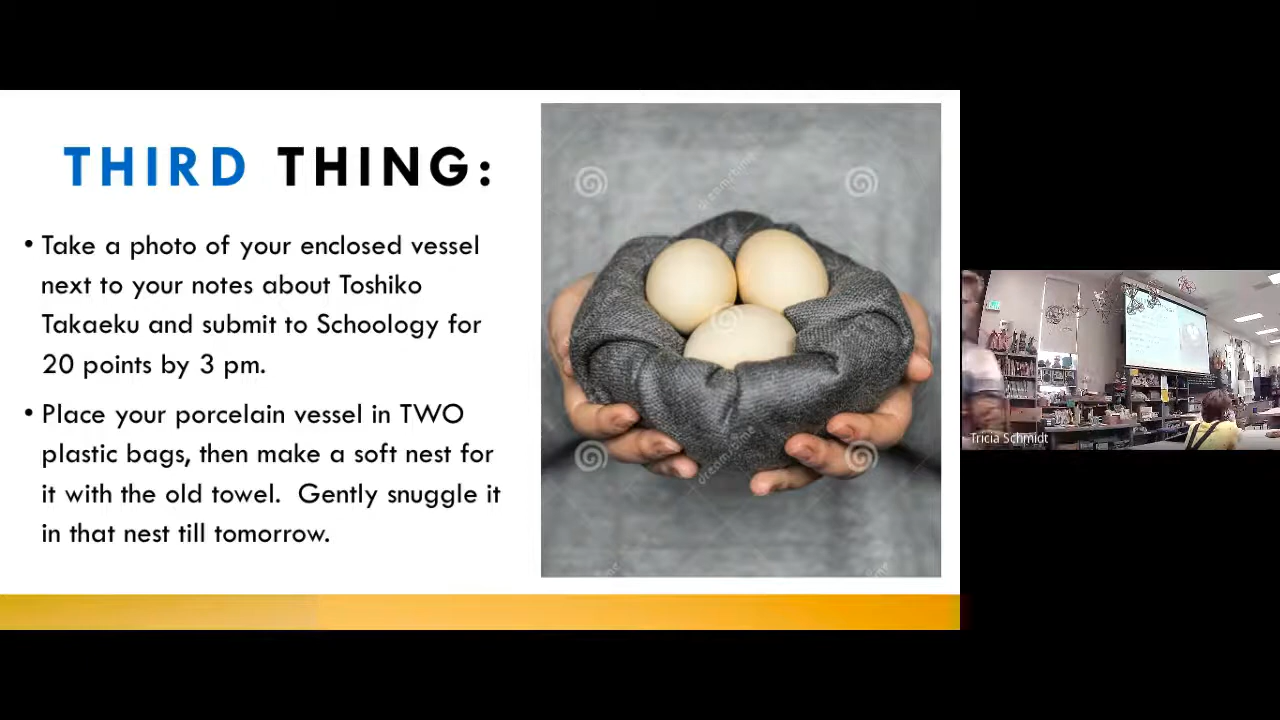 THIRD THING:
• Take a photo of your enclosed vessel
next to your notes about Toshiko
Takaeku and submit to Schoology for
20 points by 3 pm.
• Place your porcelain vessel in TWO
plastic bags, then make a soft nest for
it with the old towel.  Gently snuggle it
in that nest till tomorrow.
Tricia Schmidt